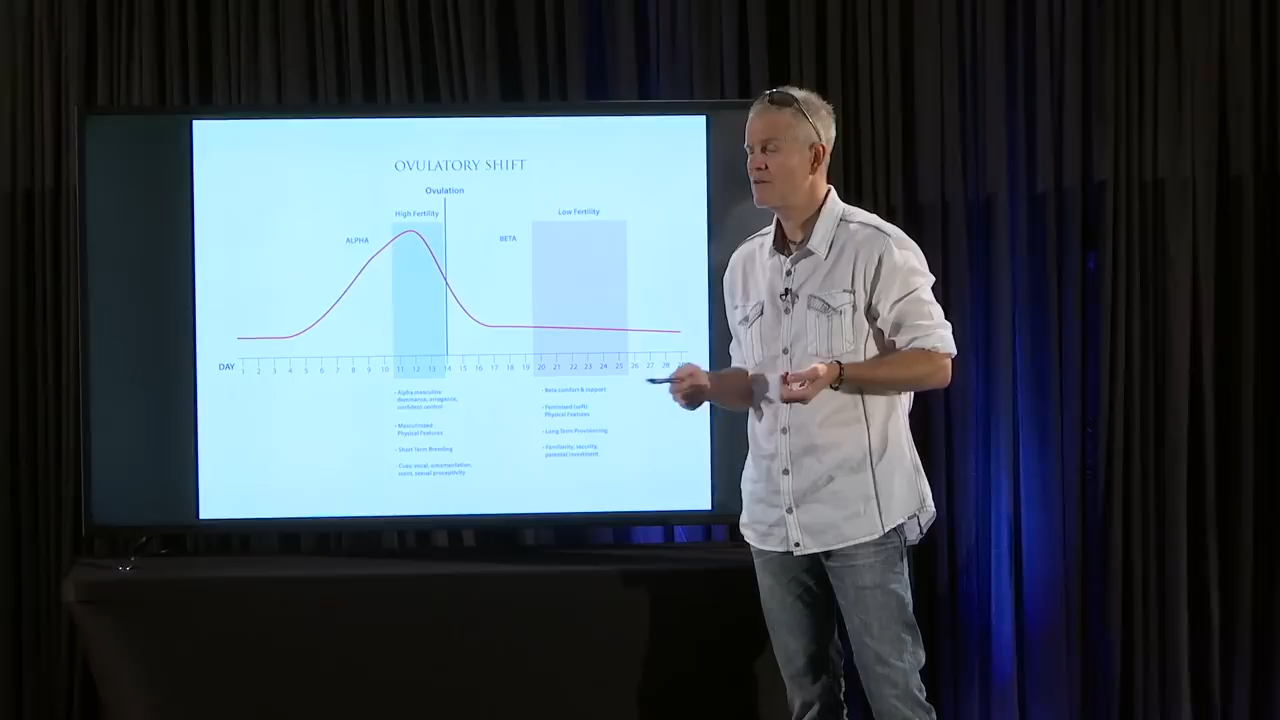 OVULATORY SHIFT
Ovulation
High Fertility
Low Fertility
ALPHA
BETA
DAY
1 2 3 4 5 6 7 8 9 10 11 12 13 14 15 16 17 18 19 20 21 22 23 24 25 26 27 28
- Alpha masculine
dominance, arrogance,
confident control
- Masculinized
Physical Features
- Short Term Breeding
- Cues: vocal, ornamentation,
scent, sexual proceptivity
- Beta comfort & support
- Feminized (soft)
Physical Features
- Long Term Provisioning
- Familiarity, security,
parental investment